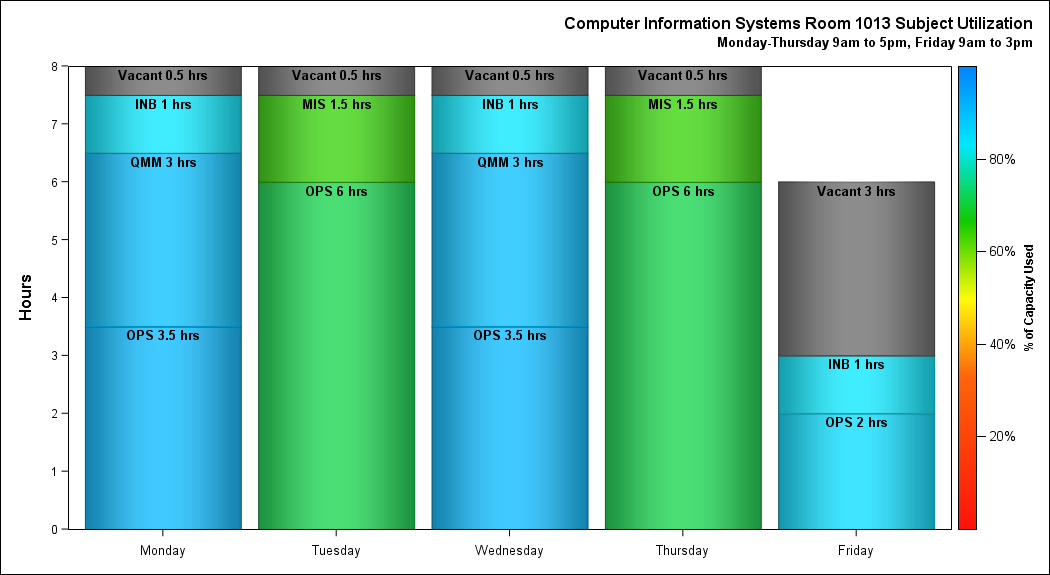 Computer Information Systems Room 1013 Subject Utilization
Monday-Thursday 9am to 5pm, Friday 9am to 3pm
Hours
8
7
6
5
4
3
2
1
0
Vacant 0.5 hrs
INB 1 hrs
QMM 3 hrs
OPS 3.5 hrs
Monday
Vacant 0.5 hrs
MIS 1.5 hrs
OPS 6 hrs
Tuesday
Vacant 0.5 hrs
INB 1 hrs
QMM 3 hrs
OPS 3.5 hrs
Wednesday
Vacant 0.5 hrs
MIS 1.5 hrs
OPS 6 hrs
Thursday
Vacant 3 hrs
INB 1 hrs
OPS 2 hrs
Friday
80%
60%
40%
20%
% of Capacity Used